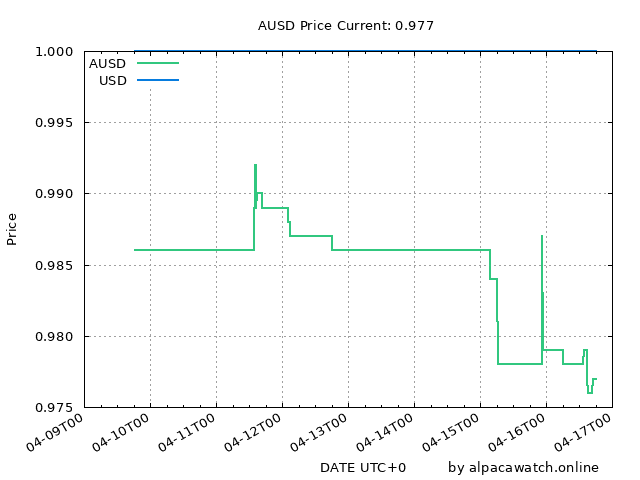 AUSD Price Current: 0.977
1.000
0.995
0.990
0.985
0.980
0.975
Price
AUSD
USD
04-09T00
04-10T00
04-11T00
04-12T00
04-13T00
04-14T00
04-15T00
04-16T00
04-17T00
DATE UTC+0
by alpacawatch.online